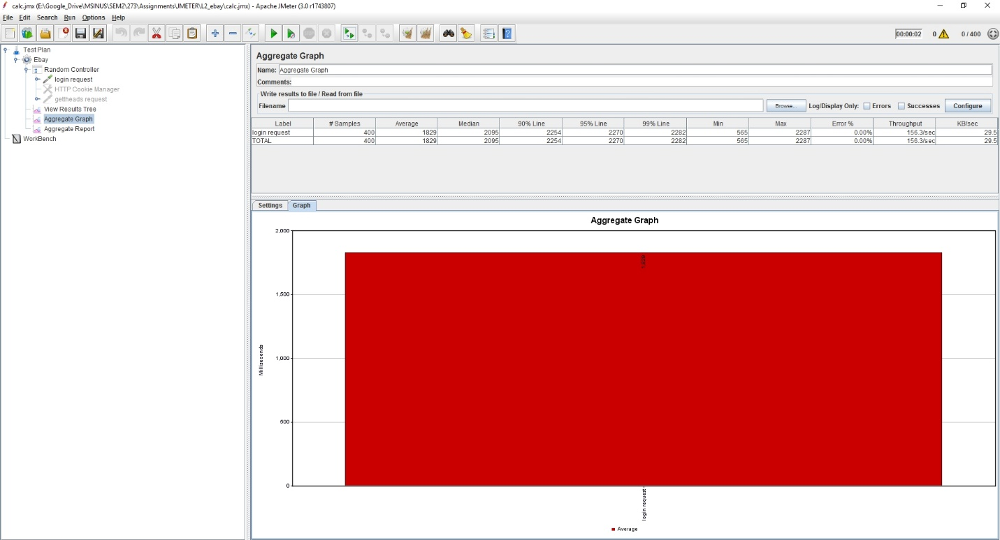 calc.jmx (E:\Google_Drive\MSINUS\SEM2\273\Assignments\JMETER\L2_ebay\calc.jmx) - Apache JMeter (3.0 r1743807)
File Edit Search Run Options Help
00:00:02 0 0 / 400
Test Plan
Ebay
Random Controller
login request
HTTP Cookie Manager
gettheads request
View Results Tree
Aggregate Graph
Aggregate Report
WorkBench
Aggregate Graph
Name: Aggregate Graph
Comments:
Write results to file / Read from file
Filename Browse... Log/Display Only: Errors Successes Configure
Label # Samples Average Median 90% Line 95% Line 99% Line Min Max Error % Throughput KB/sec
login request 400 1829 2095 2254 2270 2282 565 2287 0.00% 156.3/sec 29.5
TOTAL 400 1829 2095 2254 2270 2282 565 2287 0.00% 156.3/sec 29.5
Settings Graph
Aggregate Graph
2,000
1,500
1,000
500
0
Milliseconds
1,829
login request
Average